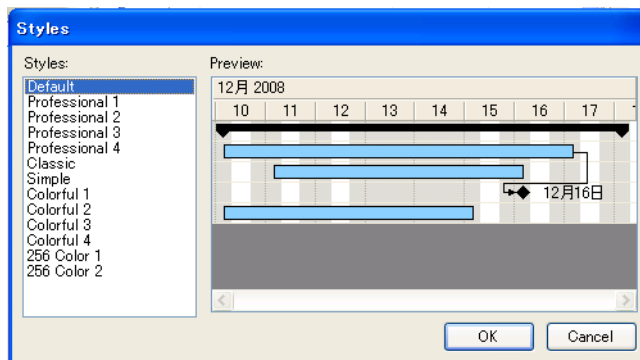 Styles
Styles:
Default
Professional 1
Professional 2
Professional 3
Professional 4
Classic
Simple
Colorful 1
Colorful 2
Colorful 3
Colorful 4
256 Color 1
256 Color 2
Preview:
12月 2008
10 11 12 13 14 15 16 17
12月16日
OK Cancel